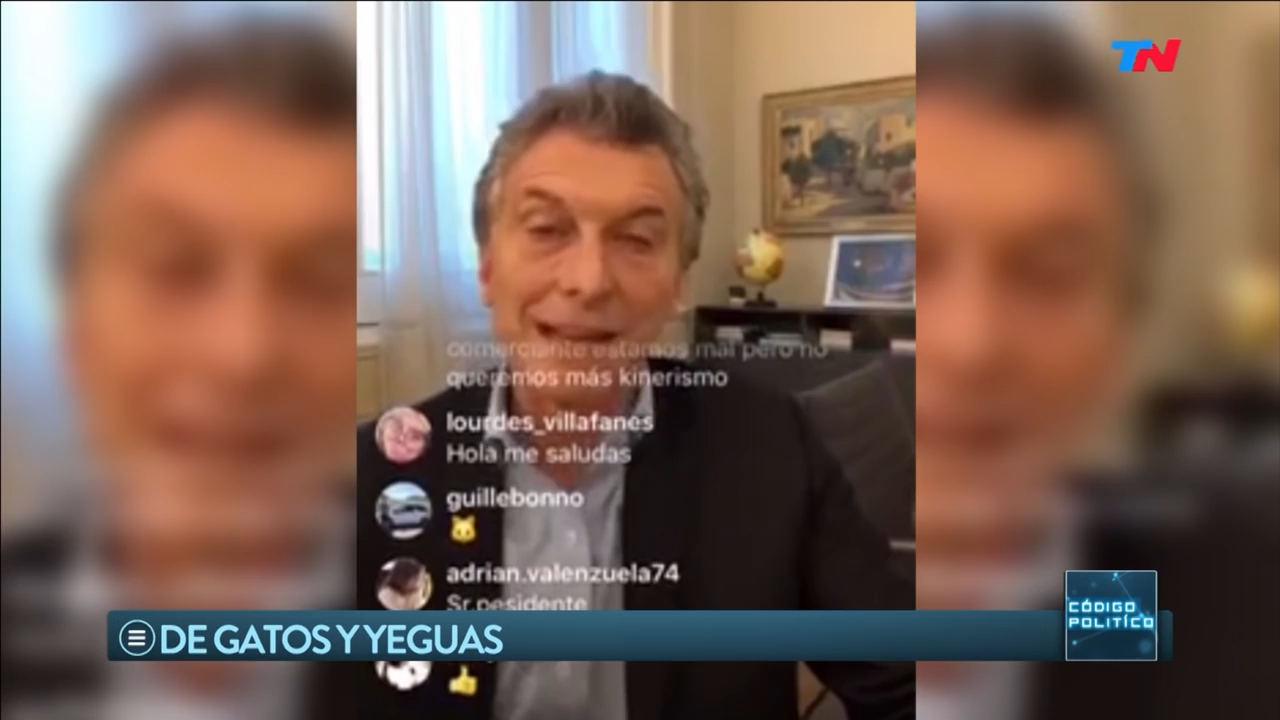 TN
comerciante estamos mal pero no
queremos más kinerismo
lourdes_villafanes
Hola me saludas
guillebonno
adrian.valenzuela74
Sr.pesidente
DE GATOS Y YEGUAS
CÓDIGO
POLÍTICO